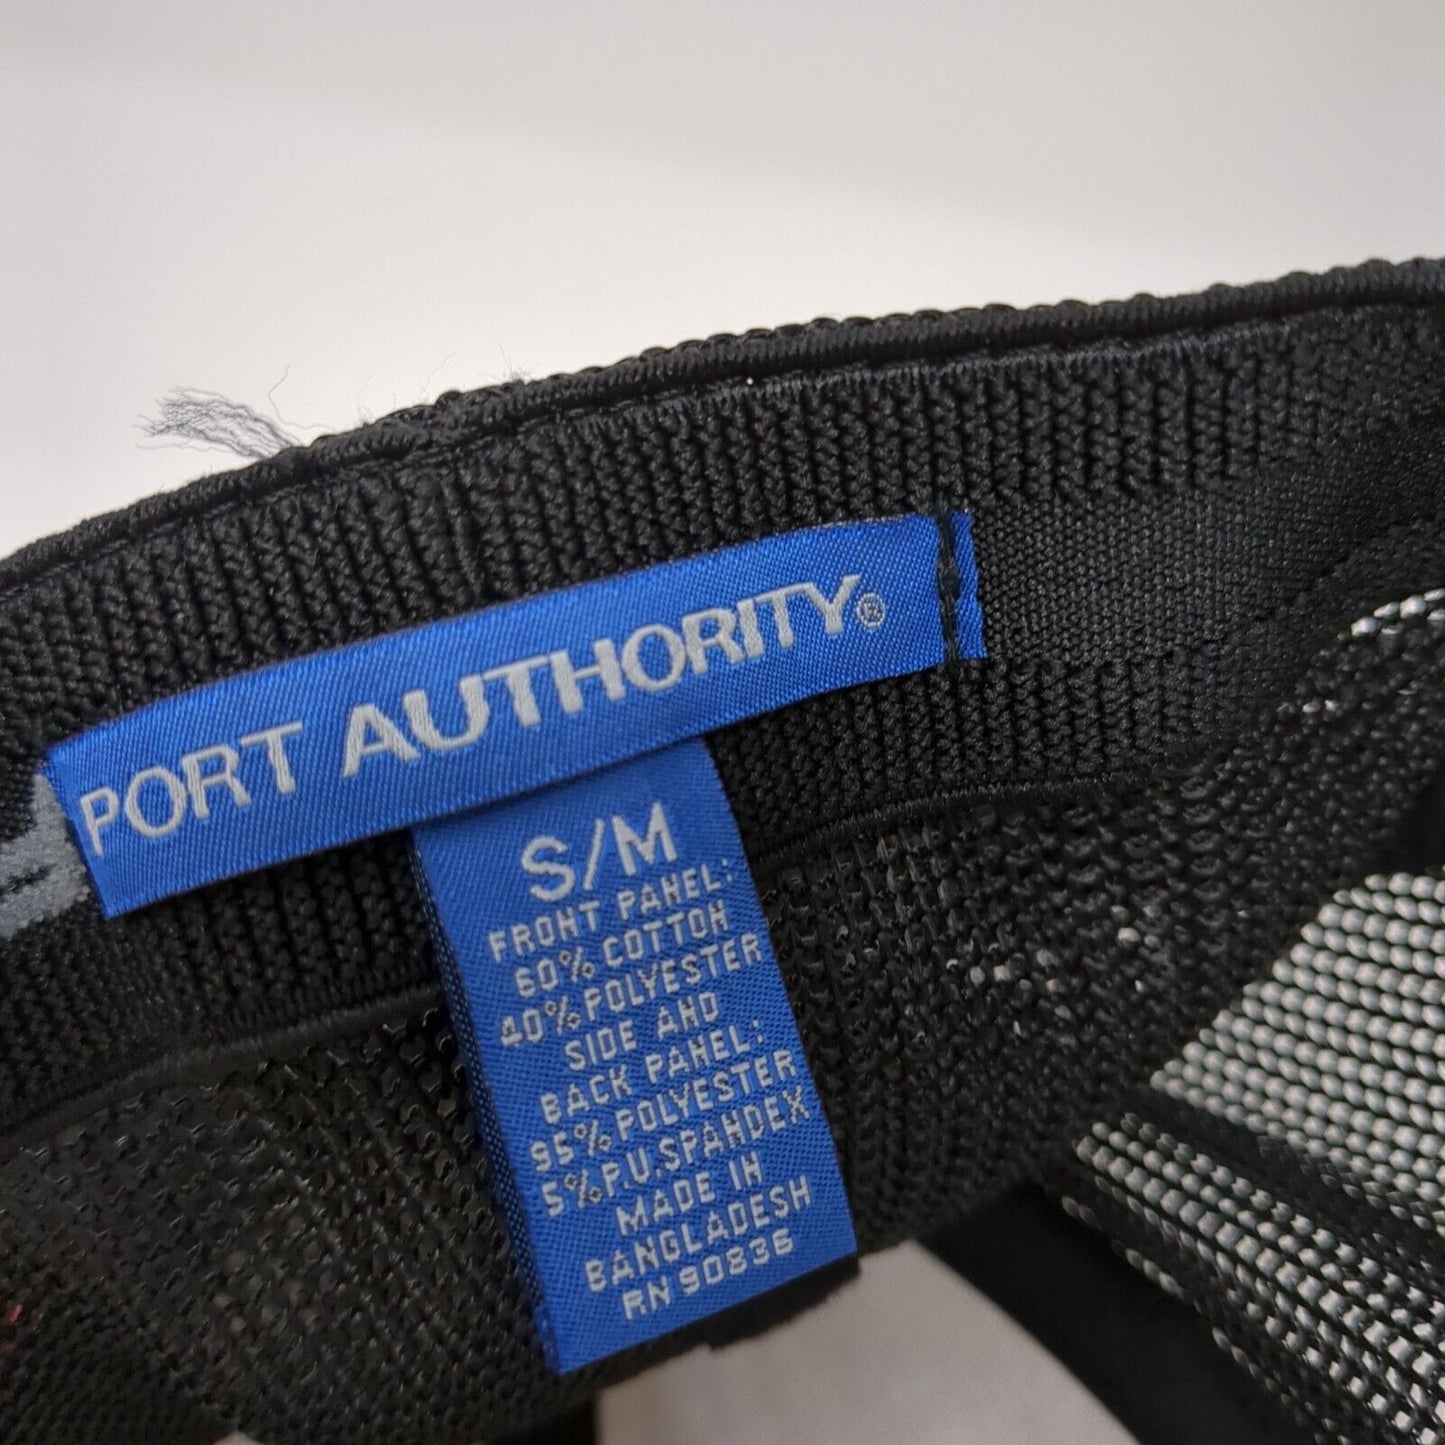 PORT AUTHORITY®
S/M
FRONT PANEL:
60% COTTON
40% POLYESTER
SIDE AND
BACK PANEL:
95% POLYESTER
5% P.U.SPANDEX
MADE IN
BANGLADESH
RN 90836